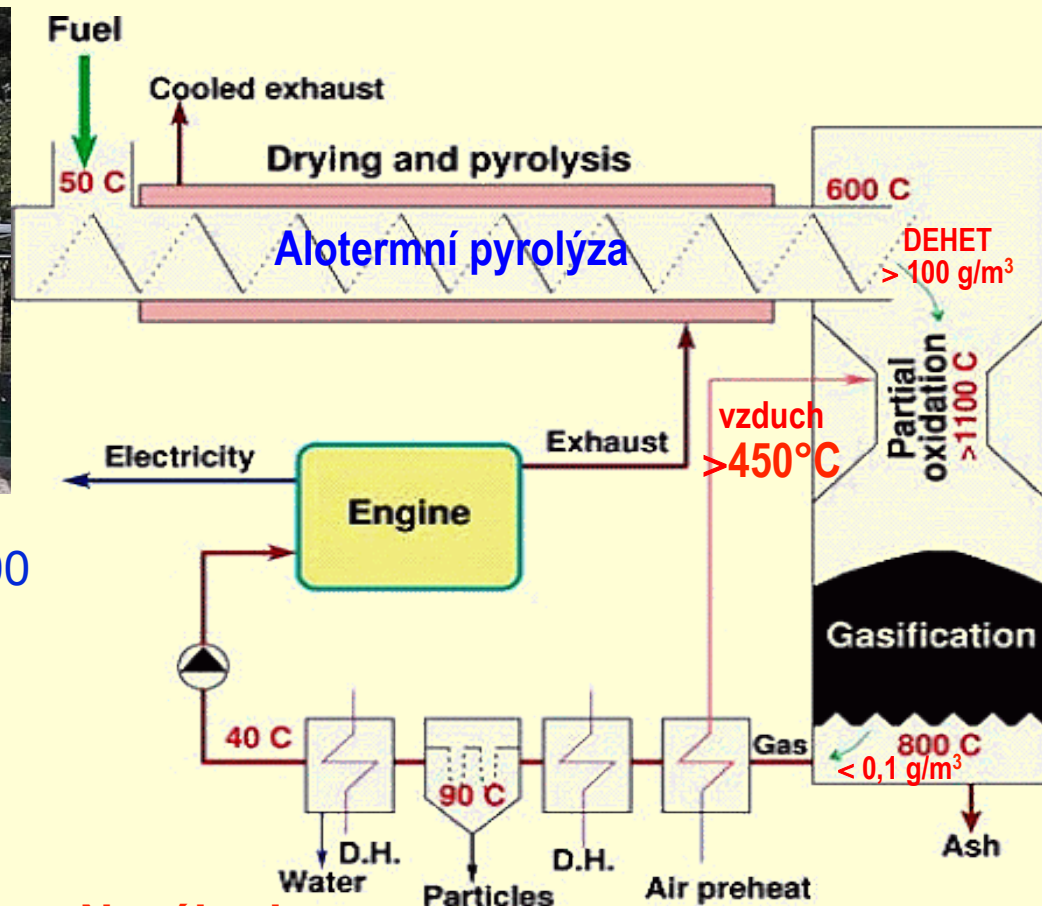 Fuel
Cooled exhaust
Drying and pyrolysis
50 C
600 C
Alotermní pyrolýza
DEHET
> 100 g/m³
Partial
oxidation
>1100 C
vzduch
>450°C
Electricity
Exhaust
Engine
00
Gasification
40 C
90 C
Gas
800 C
< 0,1 g/m³
D.H.
D.H.
Ash
Water
Particles
Air preheat